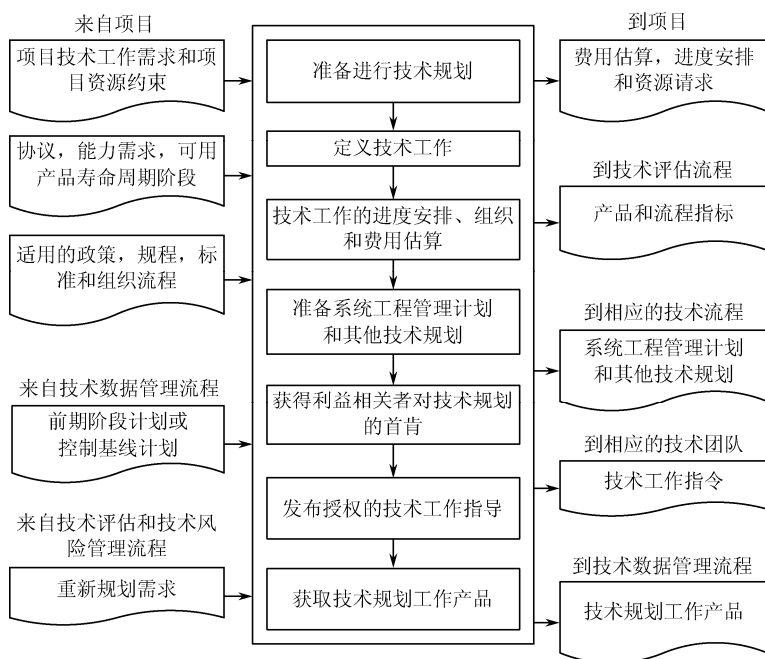 来自项目
项目技术工作需求和项
目资源约束
协议，能力需求，可用
产品寿命周期阶段
适用的政策，规程，标
准和组织流程
来自技术数据管理流程
前期阶段计划或
控制基线计划
来自技术评估和技术风
险管理流程
重新规划需求
准备进行技术规划
定义技术工作
技术工作的进度安排、组织
和费用估算
准备系统工程管理计划
和其他技术规划
获得利益相关者对技术规划
的首肯
发布授权的技术工作指导
获取技术规划工作产品
到项目
费用估算，进度安排
和资源请求
到技术评估流程
产品和流程指标
到相应的技术流程
系统工程管理计划
和其他技术规划
到相应的技术团队
技术工作指令
到技术数据管理流程
技术规划工作产品